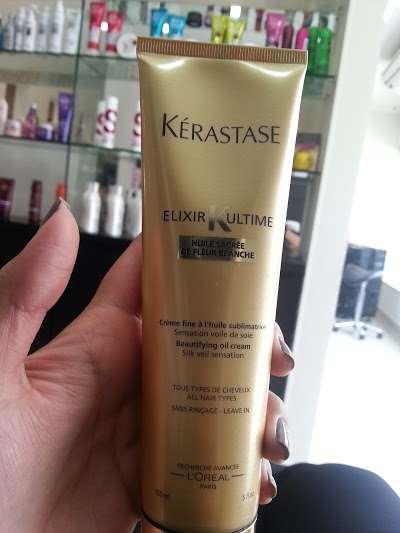 KÉRASTASE
ELIXIR K ULTIME
HUILE SACRÉE
DE FLEUR BLANCHE
Crème fine à l'huile sublimatrice
Sensation voile de soie
Beautifying oil cream
Silk veil sensation
TOUS TYPES DE CHEVEUX
ALL HAIR TYPES
SANS RINÇAGE - LEAVE IN
RECHERCHE AVANCÉE
L'ORÉAL
PARIS